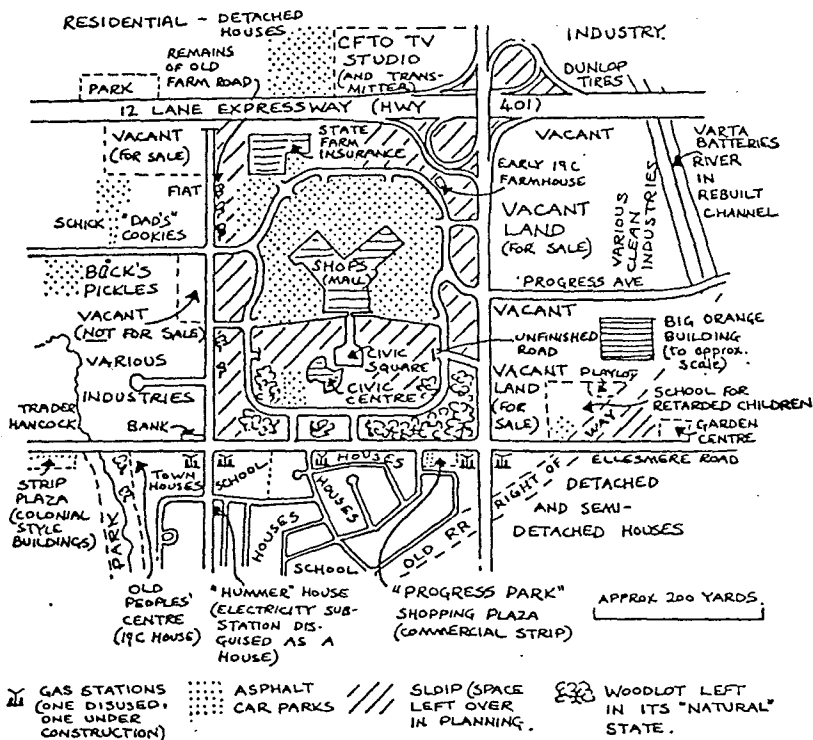 RESIDENTIAL - DETACHED
HOUSES
REMAINS
OF OLD
FARM ROAD
CFTO TV
STUDIO
(AND TRANS-
MITTER)
INDUSTRY.
DUNLOP
TIRES
PARK
12 LANE EXPRESSWAY (HWY 401)
VACANT
(FOR SALE)
STATE
FARM
INSURANCE
VACANT
VARTA
BATTERIES
RIVER
IN
REBUILT
CHANNEL
EARLY 19C
FARMHOUSE
FIAT
SCHICK
"DAD'S"
COOKIES
VACANT
LAND
(FOR SALE)
VARIOUS
CLEAN
INDUSTRIES
SHOPS
(MALL)
BICK'S
PICKLES
PROGRESS AVE
VACANT
(NOT FOR SALE)
VACANT
UNFINISHED
ROAD
BIG ORANGE
BUILDING
(to approx.
scale)
CIVIC
SQUARE
CIVIC
CENTRE
VARIOUS
INDUSTRIES
VACANT
LAND
(FOR
SALE)
PLAYLOT
SCHOOL FOR
RETARDED CHILDREN
TRADER
HANCOCK
BANK
GARDEN
CENTRE
ELLESMERE ROAD
STRIP
PLAZA
(COLONIAL
STYLE
BUILDINGS)
PARK
TOWN
HOUSES
SCHOOL
HOUSES
HOUSES
HOUSES
SCHOOL
OLD RR RIGHT OF WAY
DETACHED
AND SEMI-
DETACHED HOUSES
OLD
PEOPLES'
CENTRE
(19C HOUSE)
"HUMMER" HOUSE
(ELECTRICITY SUB-
STATION DIS-
GUISED AS A
HOUSE)
"PROGRESS PARK"
SHOPPING PLAZA
(COMMERCIAL STRIP)
APPROX 200 YARDS.
GAS STATIONS
(ONE DISUSED,
ONE UNDER
CONSTRUCTION)
ASPHALT
CAR PARKS
SLOIP (SPACE
LEFT OVER
IN PLANNING.
WOODLOT LEFT
IN ITS "NATURAL"
STATE.